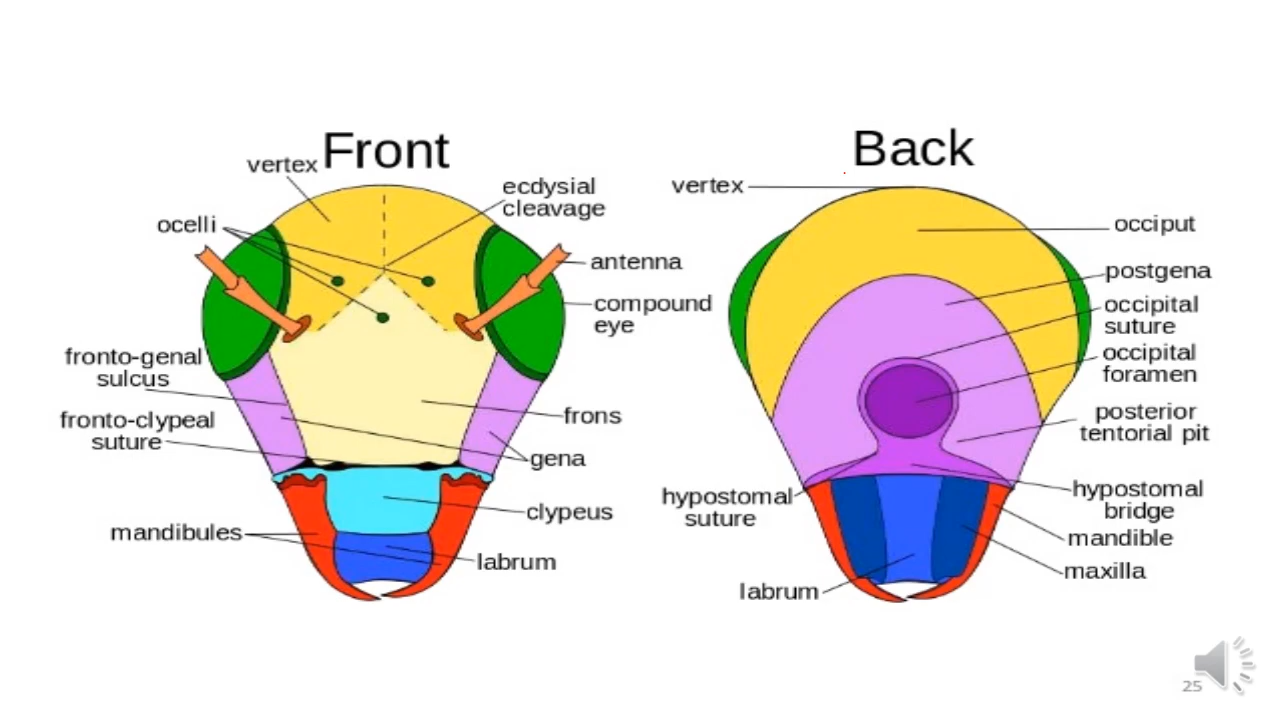 Front
vertex
ecdysial
cleavage
ocelli
antenna
compound
eye
fronto-genal
sulcus
fronto-clypeal
suture
frons
gena
clypeus
mandibules
labrum
Back
vertex
occiput
postgena
occipital
suture
occipital
foramen
posterior
tentorial pit
hypostomal
suture
hypostomal
bridge
mandible
maxilla
labrum
25